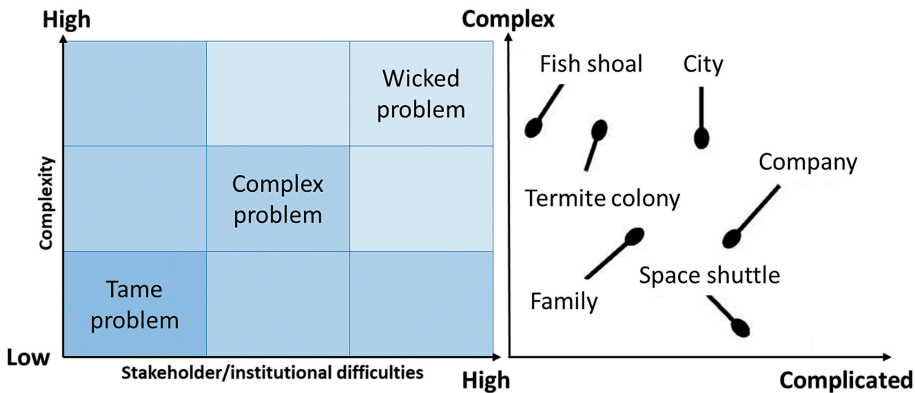 High
Complexity
Wicked
problem
Complex
problem
Tame
problem
Low
Stakeholder/institutional difficulties
High
Complex
Fish shoal
City
Company
Termite colony
Space shuttle
Family
Complicated